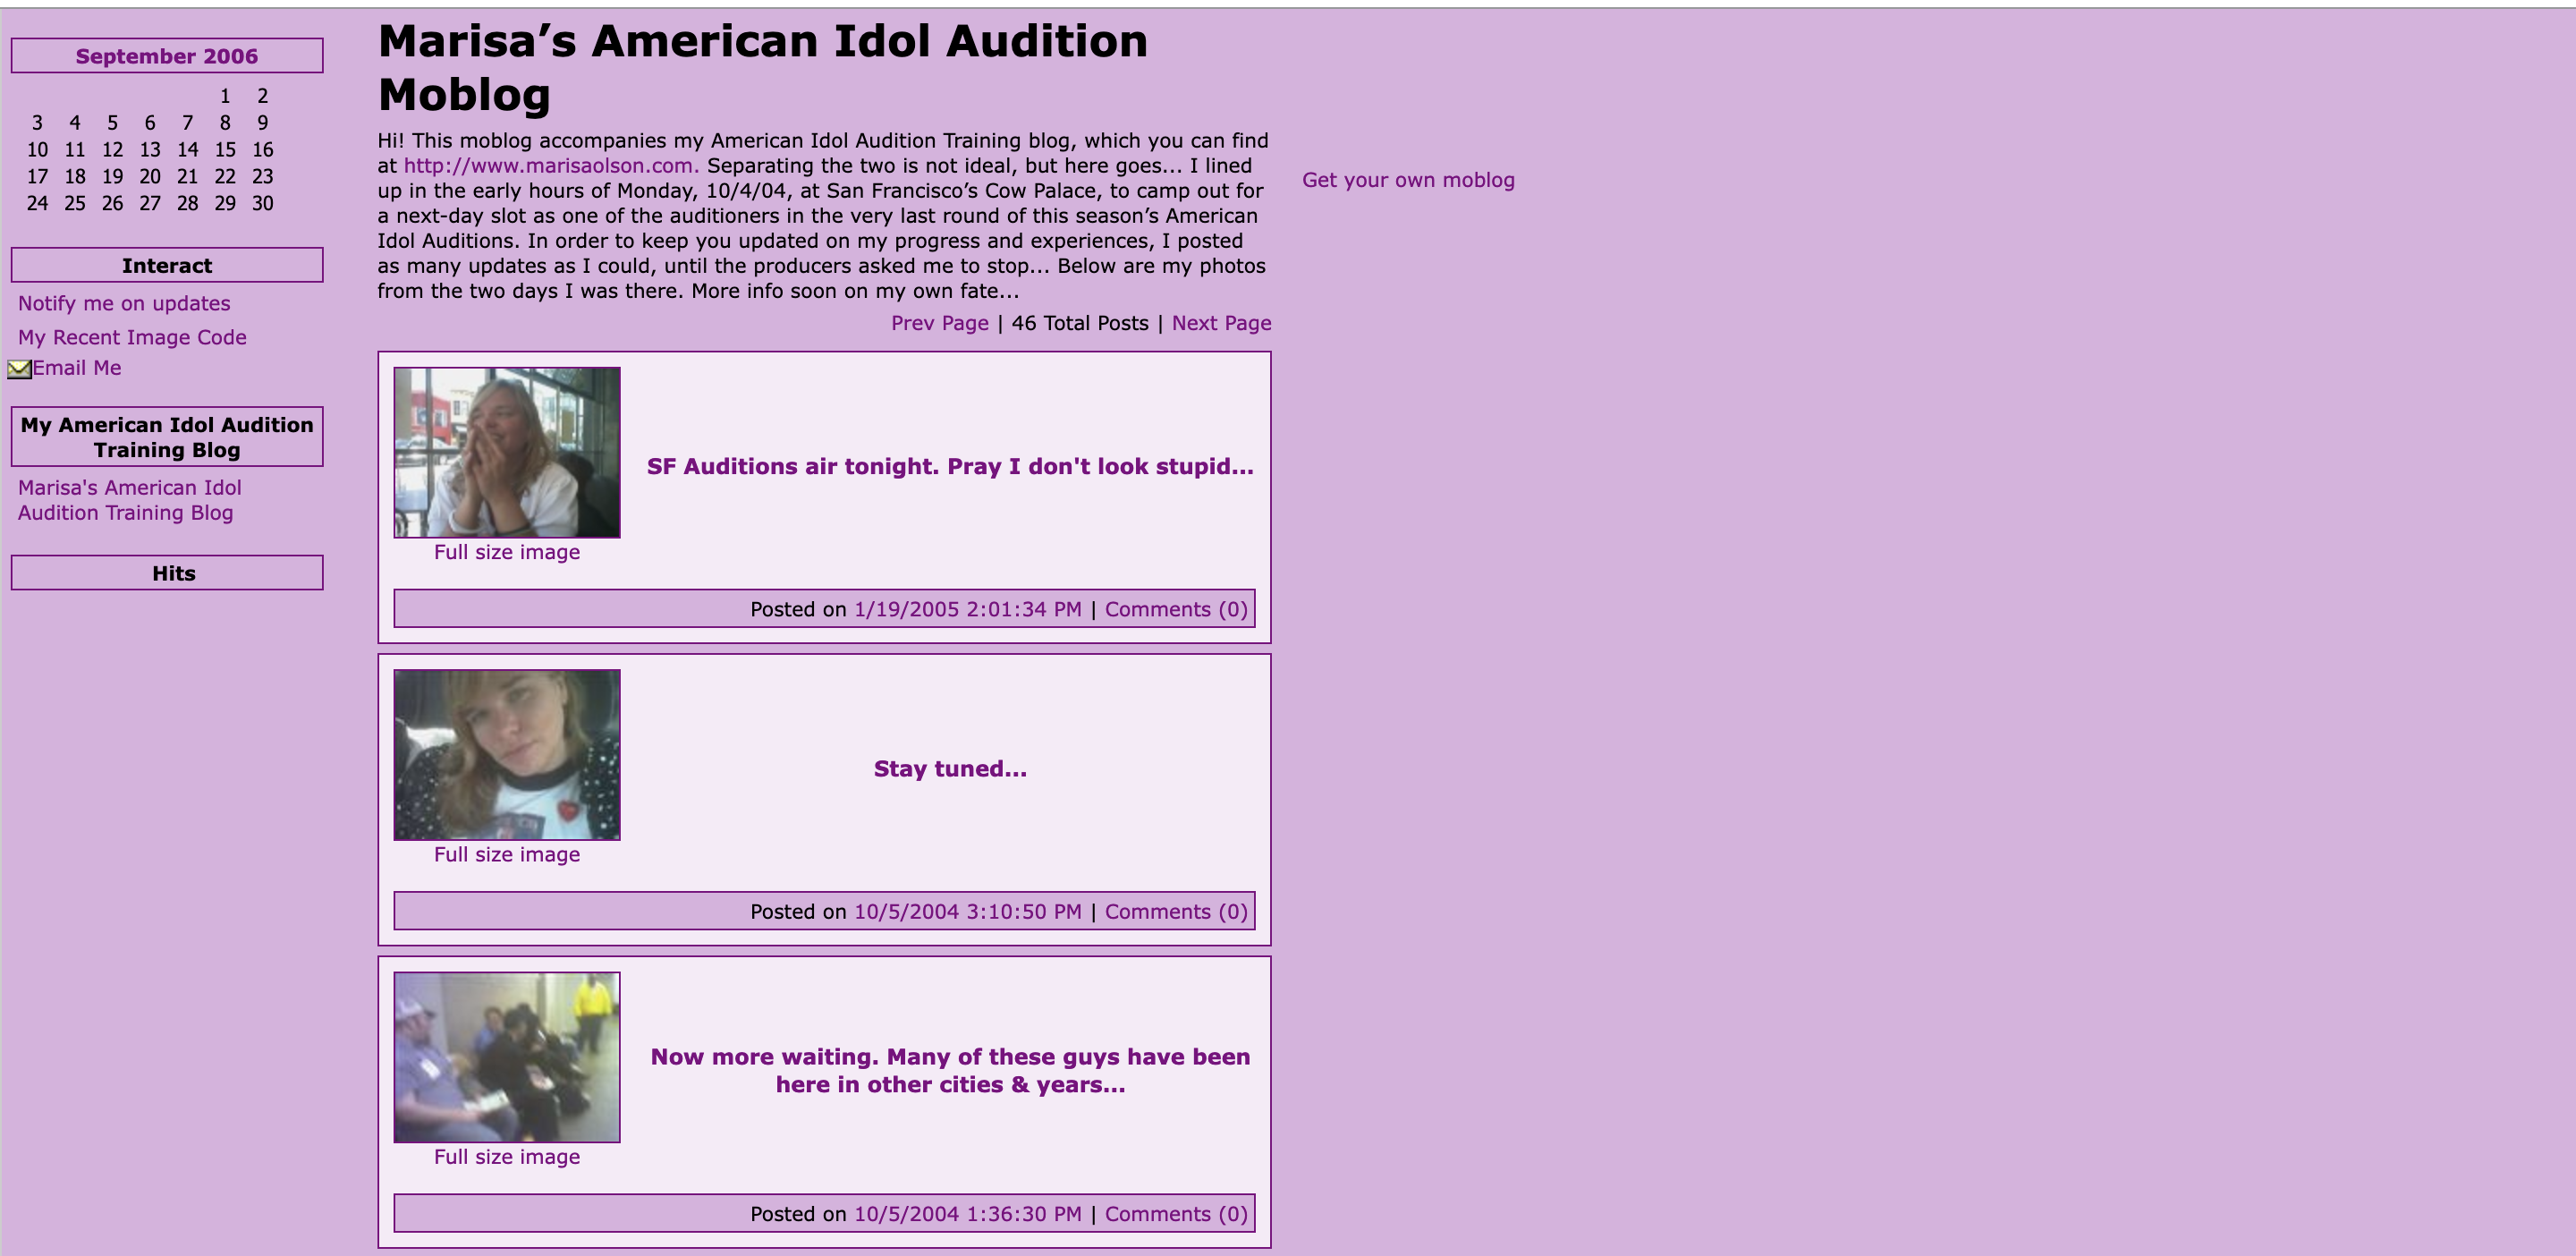 September 2006
1 2
3 4 5 6 7 8 9
10 11 12 13 14 15 16
17 18 19 20 21 22 23
24 25 26 27 28 29 30
Interact
Notify me on updates
My Recent Image Code
Email Me
My American Idol Audition
Training Blog
Marisa's American Idol
Audition Training Blog
Hits
Marisa’s American Idol Audition
Moblog
Hi! This moblog accompanies my American Idol Audition Training blog, which you can find
at http://www.marisaolson.com. Separating the two is not ideal, but here goes... I lined
up in the early hours of Monday, 10/4/04, at San Francisco’s Cow Palace, to camp out for
a next-day slot as one of the auditioners in the very last round of this season’s American
Idol Auditions. In order to keep you updated on my progress and experiences, I posted
as many updates as I could, until the producers asked me to stop... Below are my photos
from the two days I was there. More info soon on my own fate...
Prev Page | 46 Total Posts | Next Page
SF Auditions air tonight. Pray I don't look stupid...
Full size image
Posted on 1/19/2005 2:01:34 PM | Comments (0)
Stay tuned...
Full size image
Posted on 10/5/2004 3:10:50 PM | Comments (0)
Now more waiting. Many of these guys have been
here in other cities & years...
Full size image
Posted on 10/5/2004 1:36:30 PM | Comments (0)
Get your own moblog